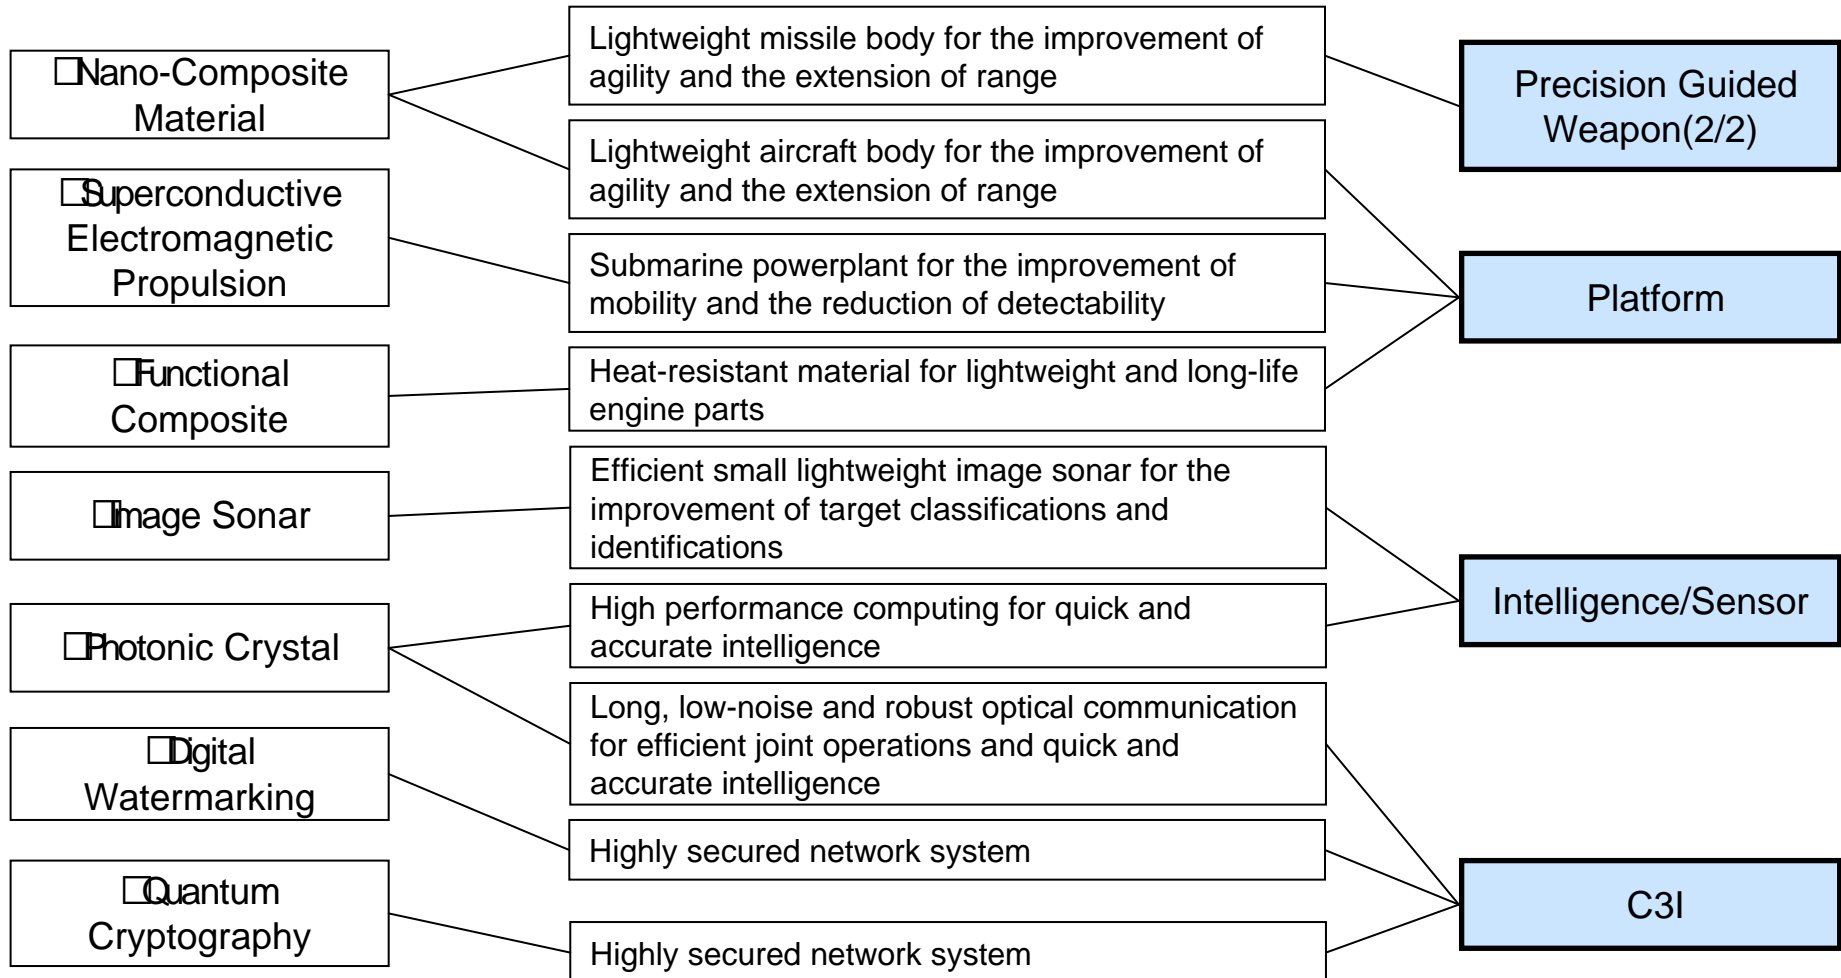 □Nano-Composite
Material
□Superconductive
Electromagnetic
Propulsion
□Functional
Composite
□Image Sonar
□Photonic Crystal
□Digital
Watermarking
□Quantum
Cryptography
Lightweight missile body for the improvement of
agility and the extension of range
Lightweight aircraft body for the improvement of
agility and the extension of range
Submarine powerplant for the improvement of
mobility and the reduction of detectability
Heat-resistant material for lightweight and long-life
engine parts
Efficient small lightweight image sonar for the
improvement of target classifications and
identifications
High performance computing for quick and
accurate intelligence
Long, low-noise and robust optical communication
for efficient joint operations and quick and
accurate intelligence
Highly secured network system
Highly secured network system
Precision Guided
Weapon(2/2)
Platform
Intelligence/Sensor
C3I